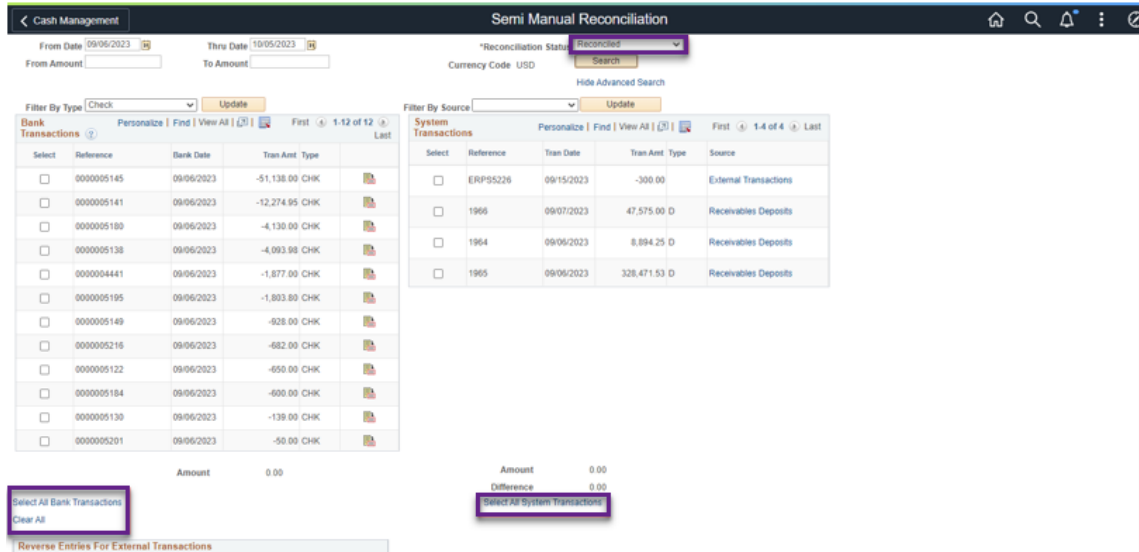 Cash Management
Semi Manual Reconciliation
From Date 09/06/2023 Thru Date 10/05/2023 *Reconciliation Status Reconciled
From Amount To Amount Currency Code USD Search
Hide Advanced Search
Filter By Type Check Update Filter By Source Update
Bank Transactions Personalize | Find | View All First 1-12 of 12 Last
Select Reference Bank Date Tran Amt Type
0000005145 09/06/2023 -51,138.00 CHK
0000005141 09/06/2023 -12,274.95 CHK
0000005180 09/06/2023 -4,130.00 CHK
0000005138 09/06/2023 -4,093.98 CHK
0000004441 09/06/2023 -1,877.00 CHK
0000005195 09/06/2023 -1,803.80 CHK
0000005149 09/06/2023 -928.00 CHK
0000005216 09/06/2023 -682.00 CHK
0000005122 09/06/2023 -650.00 CHK
0000005184 09/06/2023 -600.00 CHK
0000005130 09/06/2023 -139.00 CHK
0000005201 09/06/2023 -50.00 CHK
Amount 0.00
Select All Bank Transactions
Clear All
System Transactions Personalize | Find | View All First 1-4 of 4 Last
Select Reference Tran Date Tran Amt Type Source
ERPS5226 09/15/2023 -300.00 External Transactions
1966 09/07/2023 47,575.00 D Receivables Deposits
1964 09/06/2023 8,894.25 D Receivables Deposits
1965 09/06/2023 328,471.53 D Receivables Deposits
Amount 0.00
Difference 0.00
Select All System Transactions
Reverse Entries For External Transactions